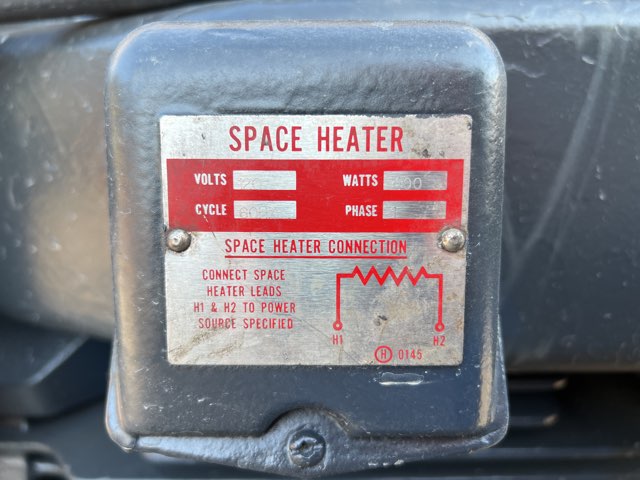 SPACE HEATER
VOLTS WATTS
CYCLE PHASE
SPACE HEATER CONNECTION
CONNECT SPACE
HEATER LEADS
H1 & H2 TO POWER
SOURCE SPECIFIED
H1 H2
H 0145